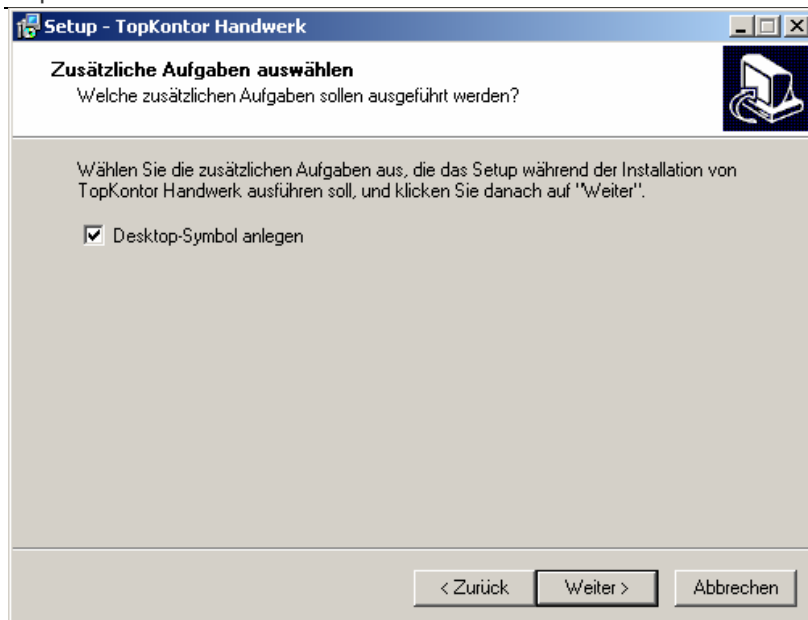 Setup - TopKontor Handwerk
Zusätzliche Aufgaben auswählen
Welche zusätzlichen Aufgaben sollen ausgeführt werden?
Wählen Sie die zusätzlichen Aufgaben aus, die das Setup während der Installation von
TopKontor Handwerk ausführen soll, und klicken Sie danach auf "Weiter".
Desktop-Symbol anlegen
< Zurück
Weiter >
Abbrechen